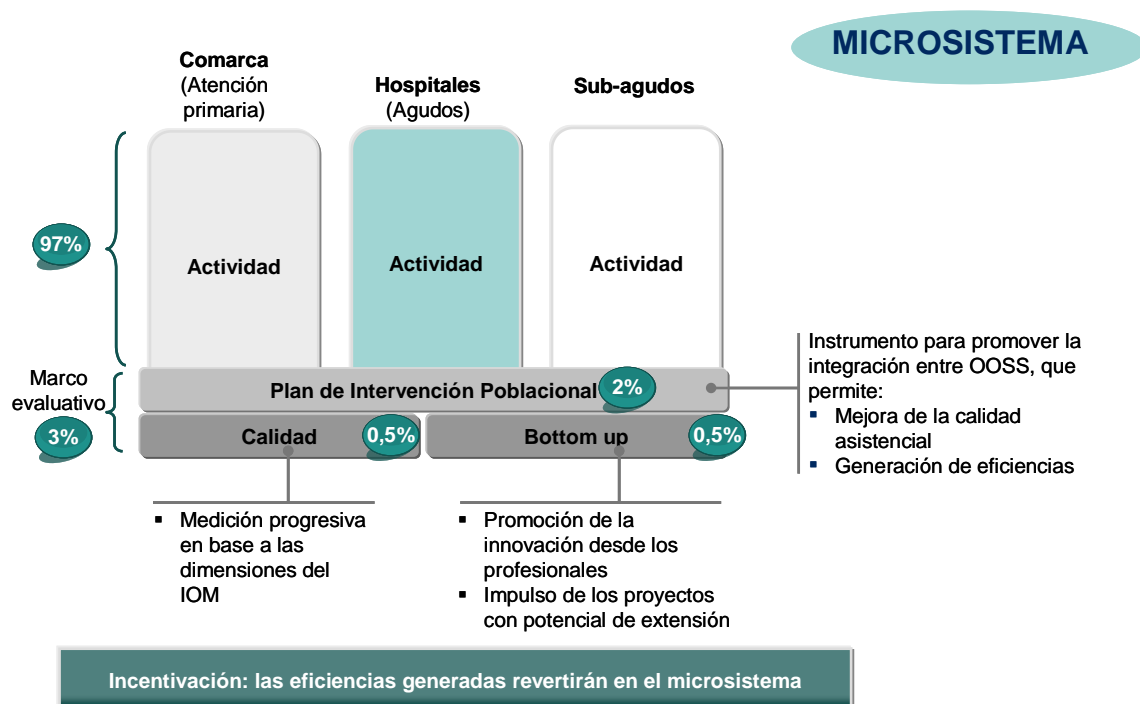 MICROSISTEMA
Comarca
(Atención
primaria)
Hospitales
(Agudos)
Sub-agudos
97%
Actividad
Actividad
Actividad
Marco
evaluativo
3%
Plan de Intervención Poblacional
2%
Calidad
0,5%
Bottom up
0,5%
Instrumento para promover la
integración entre OOSS, que
permite:
▪ Mejora de la calidad
asistencial
▪ Generación de eficiencias
▪ Medición progresiva
en base a las
dimensiones del
IOM
▪ Promoción de la
innovación desde los
profesionales
▪ Impulso de los proyectos
con potencial de extensión
Incentivación: las eficiencias generadas revertirán en el microsistema